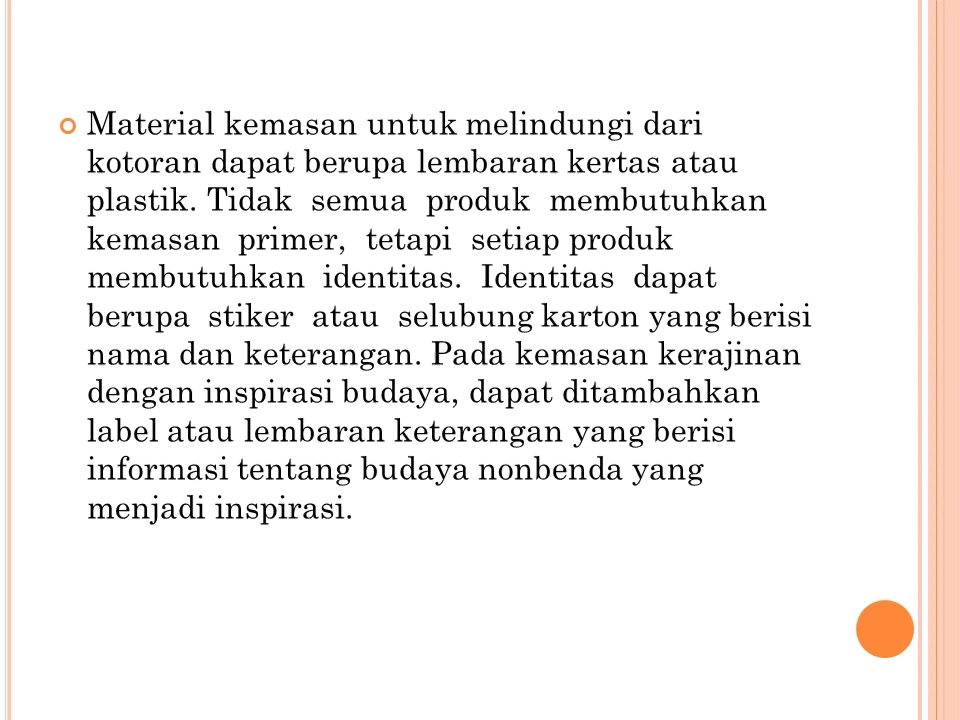 Material kemasan untuk melindungi dari
kotoran dapat berupa lembaran kertas atau
plastik. Tidak semua produk membutuhkan
kemasan primer, tetapi setiap produk
membutuhkan identitas. Identitas dapat
berupa stiker atau selubung karton yang berisi
nama dan keterangan. Pada kemasan kerajinan
dengan inspirasi budaya, dapat ditambahkan
label atau lembaran keterangan yang berisi
informasi tentang budaya nonbenda yang
menjadi inspirasi.